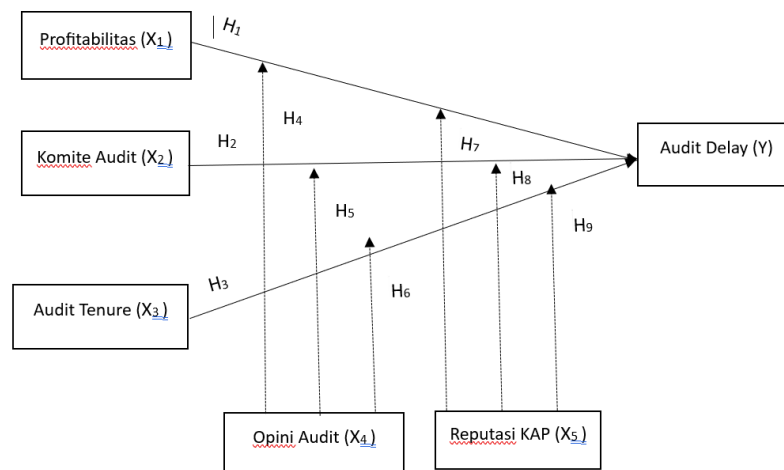 Profitabilitas (X1)
H1
H4
Komite Audit (X2)
H2
H7
Audit Delay (Y)
H8
H5
H9
H3
H6
Audit Tenure (X3)
Opini Audit (X4)
Reputasi KAP (X5)